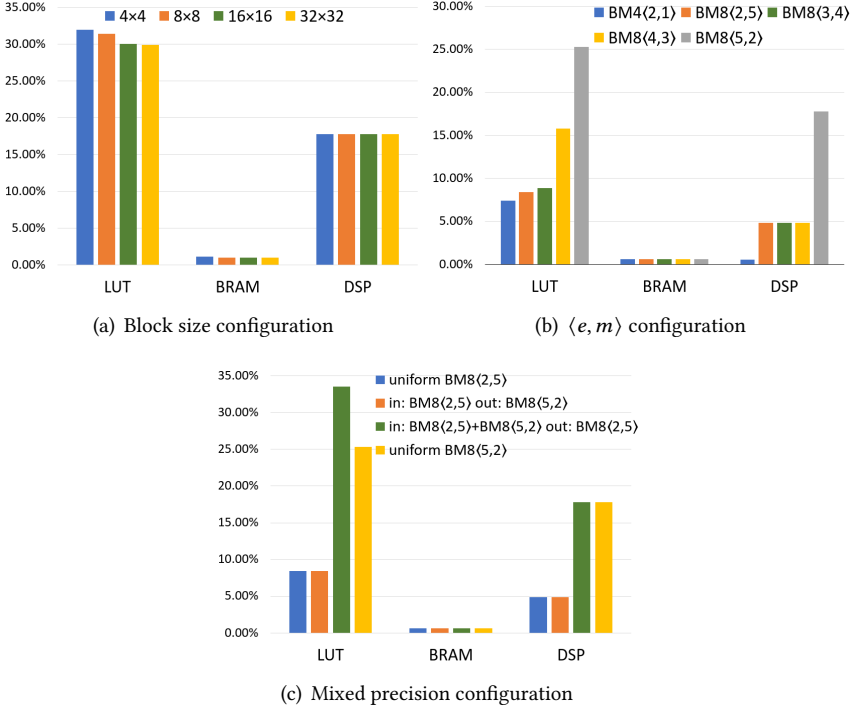 35.00%
4×4 8×8 16×16 32×32
30.00%
25.00%
20.00%
15.00%
10.00%
5.00%
0.00%
LUT BRAM DSP
(a) Block size configuration
30.00%
BM4⟨2,1⟩ BM8⟨2,5⟩ BM8⟨3,4⟩
BM8⟨4,3⟩ BM8⟨5,2⟩
25.00%
20.00%
15.00%
10.00%
5.00%
0.00%
LUT BRAM DSP
(b) ⟨e, m⟩ configuration
35.00%
uniform BM8⟨2,5⟩
in: BM8⟨2,5⟩ out: BM8⟨5,2⟩
in: BM8⟨2,5⟩+BM8⟨5,2⟩ out: BM8⟨2,5⟩
uniform BM8⟨5,2⟩
30.00%
25.00%
20.00%
15.00%
10.00%
5.00%
0.00%
LUT BRAM DSP
(c) Mixed precision configuration